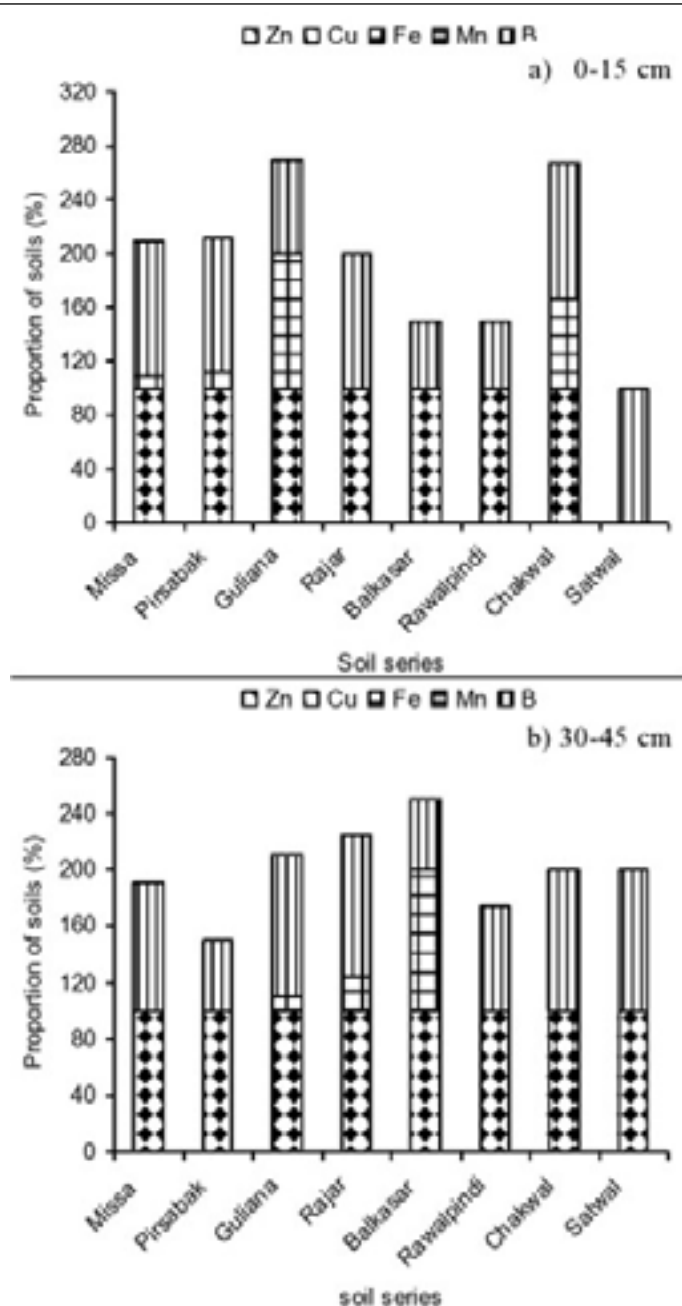 Zn Cu Fe Mn B
a) 0-15 cm
320
280
240
200
160
120
80
40
0
Proportion of soils (%)
Missa
Pirsabak
Guliana
Rajar
Balkasar
Rawalpindi
Chakwal
Satwal
Soil series
Zn Cu Fe Mn B
b) 30-45 cm
280
240
200
160
120
80
40
0
Proportion of soils (%)
Missa
Pirsabak
Guliana
Rajar
Balkasar
Rawalpindi
Chakwal
Satwal
soil series